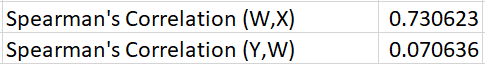 Spearman's Correlation (W,X) 0.730623
Spearman's Correlation (Y,W) 0.070636